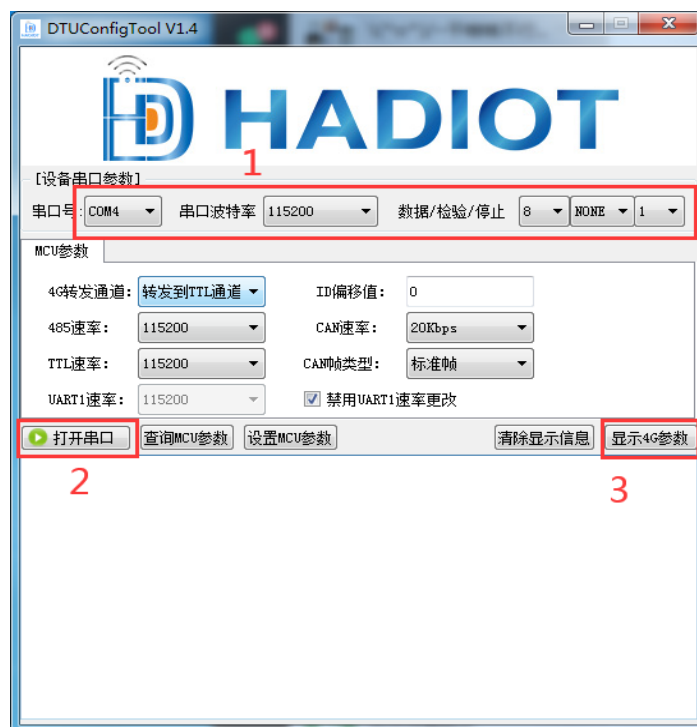 DTUConfigTool V1.4
HADIOT
1
[设备串口参数]
串口号: COM4 串口波特率 115200 数据/检验/停止 8 NONE 1
MCU参数
4G转发通道: 转发到TTL通道 ID偏移值: 0
485速率: 115200 CAN速率: 20Kbps
TTL速率: 115200 CAN帧类型: 标准帧
UART1速率: 115200 禁用UART1速率更改
打开串口 查询MCU参数 设置MCU参数 清除显示信息 显示4G参数
2 3